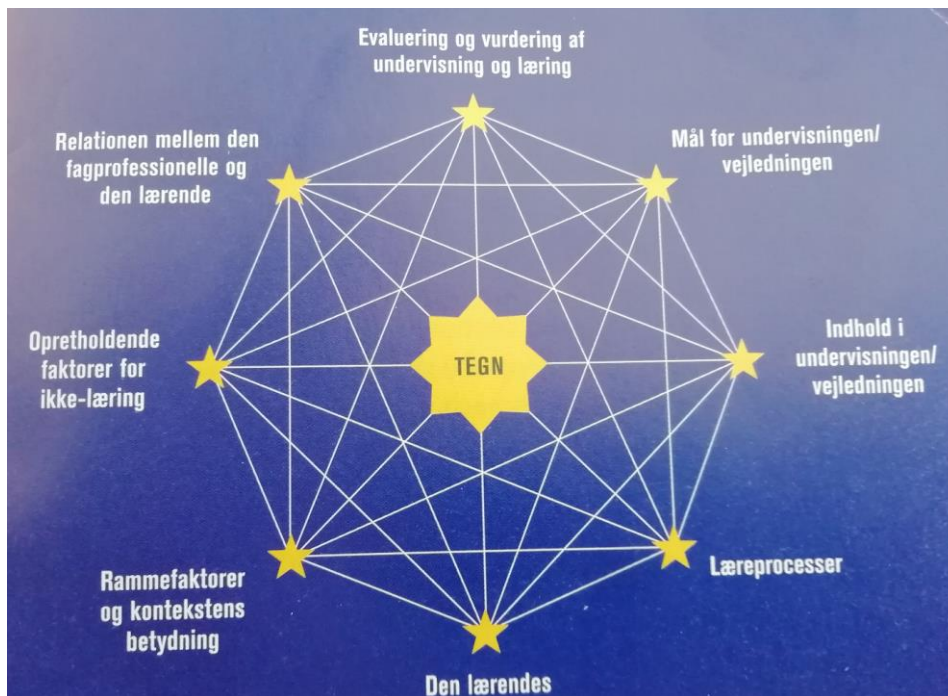 Evaluering og vurdering af
undervisning og læring
Mål for undervisningen/
vejledningen
Relationen mellem den
fagprofessionelle og
den lærende
Indhold i
undervisningen/
vejledningen
Opretholdende
faktorer for
ikke-læring
TEGN
Læreprocesser
Rammefaktorer
og kontekstens
betydning
Den lærendes